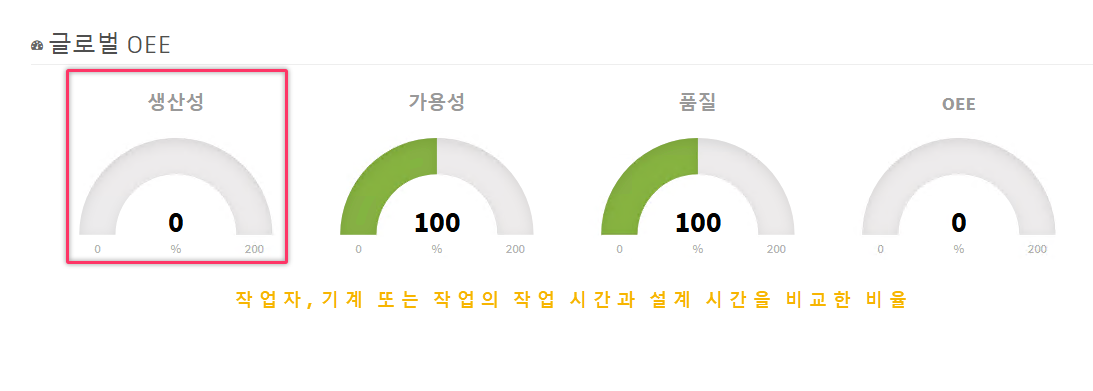 글로벌 OEE
생산성 가용성 품질 OEE
0 100 100 0
0 % 200 0 % 200 0 % 200 0 % 200
작업자, 기계 또는 작업의 작업 시간과 설계 시간을 비교한 비율